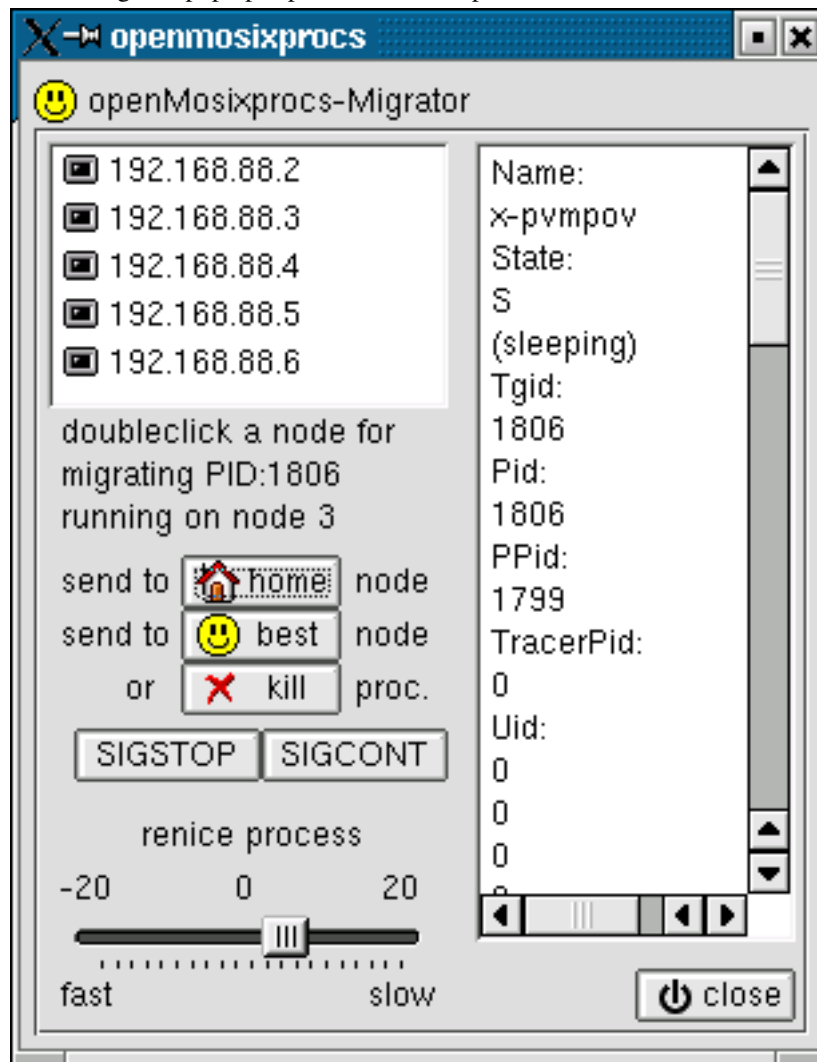 openmosixprocs
openMosixprocs-Migrator
192.168.88.2
192.168.88.3
192.168.88.4
192.168.88.5
192.168.88.6
doubleclick a node for
migrating PID:1806
running on node 3
send to home node
send to best node
or kill proc.
SIGSTOP SIGCONT
renice process
-20 0 20
fast slow
Name:
x-pvmpov
State:
S
(sleeping)
Tgid:
1806
Pid:
1806
PPid:
1799
TracerPid:
0
Uid:
0
0
0
close